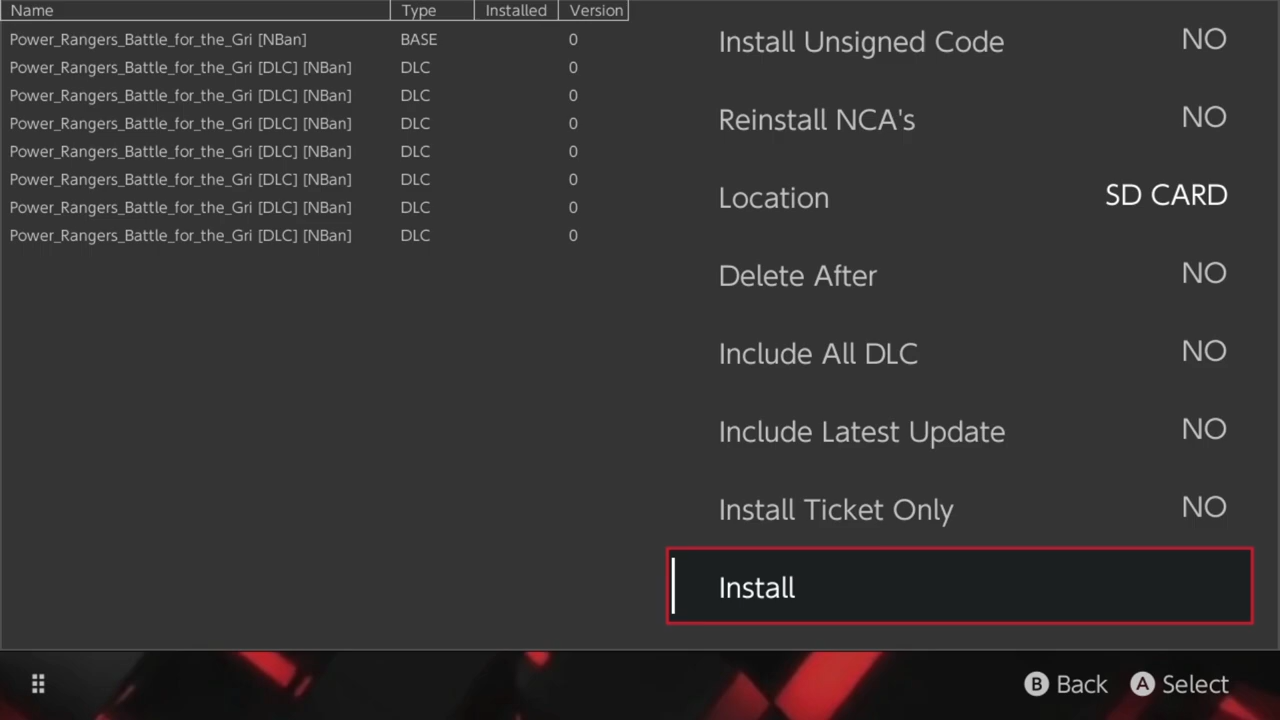 Name Type Installed Version
Power_Rangers_Battle_for_the_Gri [NBan] BASE 0
Power_Rangers_Battle_for_the_Gri [DLC] [NBan] DLC 0
Power_Rangers_Battle_for_the_Gri [DLC] [NBan] DLC 0
Power_Rangers_Battle_for_the_Gri [DLC] [NBan] DLC 0
Power_Rangers_Battle_for_the_Gri [DLC] [NBan] DLC 0
Power_Rangers_Battle_for_the_Gri [DLC] [NBan] DLC 0
Power_Rangers_Battle_for_the_Gri [DLC] [NBan] DLC 0
Power_Rangers_Battle_for_the_Gri [DLC] [NBan] DLC 0
Install Unsigned Code NO
Reinstall NCA's NO
Location SD CARD
Delete After NO
Include All DLC NO
Include Latest Update NO
Install Ticket Only NO
Install
B Back A Select